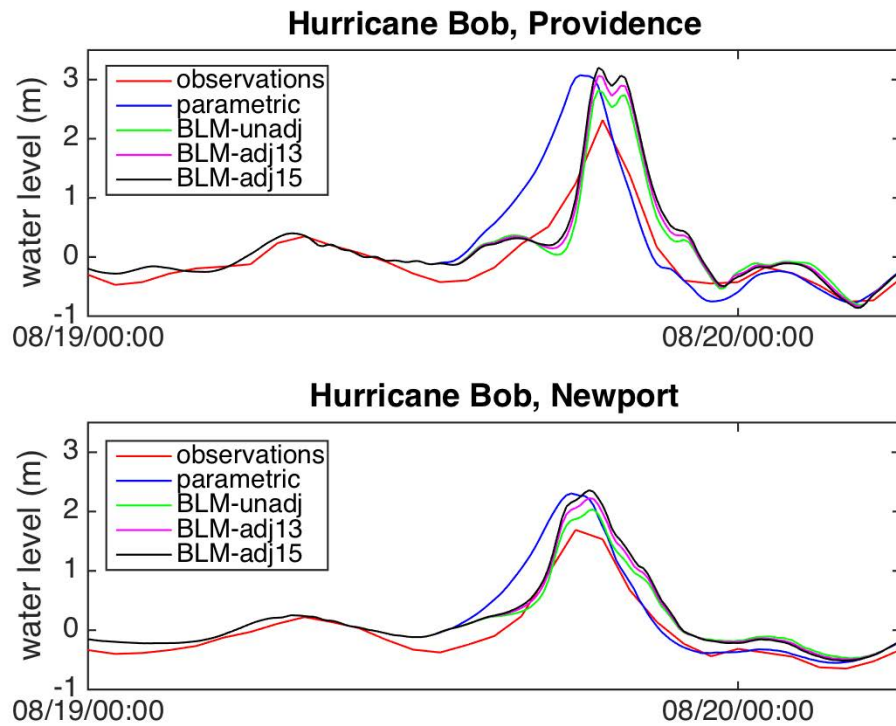 Hurricane Bob, Providence
water level (m)
3
2
1
0
-1
observations
parametric
BLM-unadj
BLM-adj13
BLM-adj15
08/19/00:00
08/20/00:00
Hurricane Bob, Newport
water level (m)
3
2
1
0
-1
observations
parametric
BLM-unadj
BLM-adj13
BLM-adj15
08/19/00:00
08/20/00:00